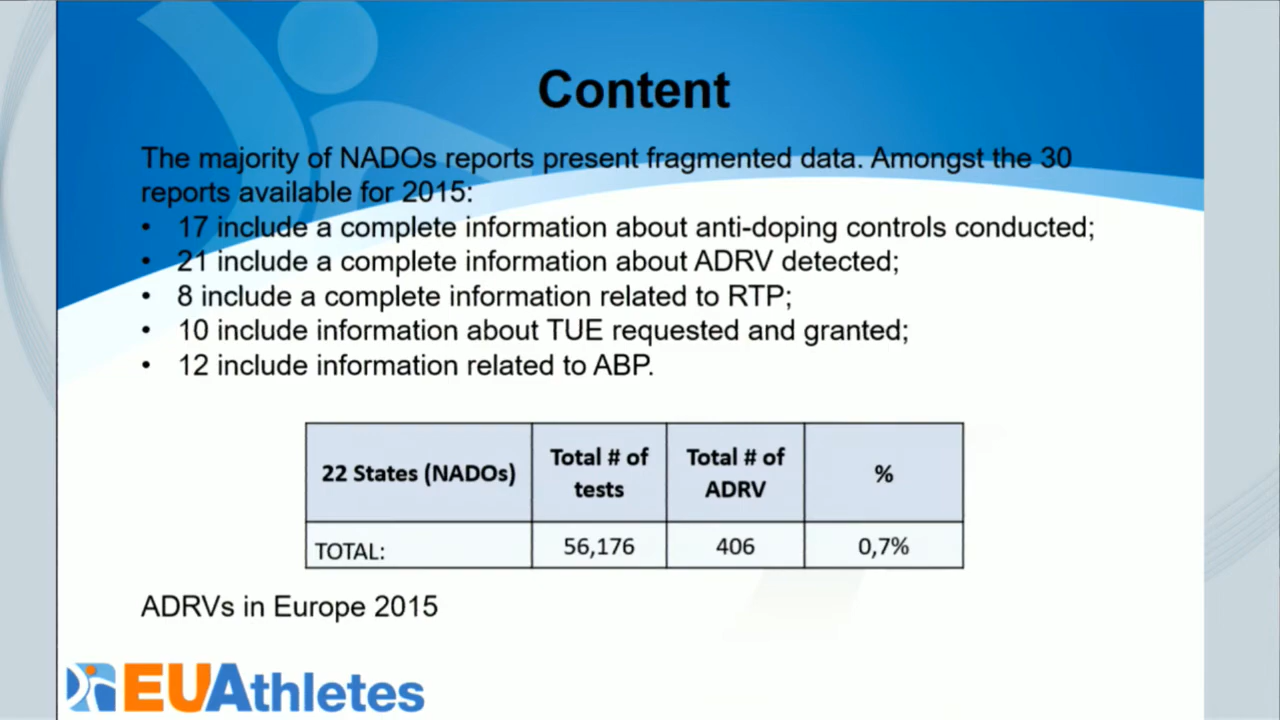 Content
The majority of NADOs reports present fragmented data. Amongst the 30
reports available for 2015:
• 17 include a complete information about anti-doping controls conducted;
• 21 include a complete information about ADRV detected;
• 8 include a complete information related to RTP;
• 10 include information about TUE requested and granted;
• 12 include information related to ABP.
22 States (NADOs)
Total # of
tests
Total # of
ADRV
%
TOTAL:
56,176
406
0,7%
ADRVs in Europe 2015
EUAthletes